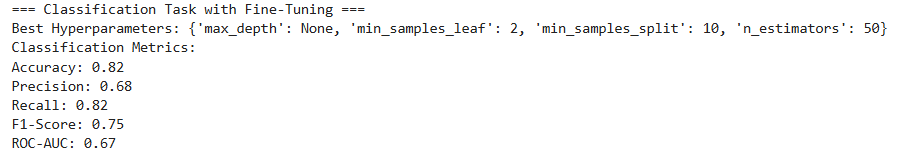 === Classification Task with Fine-Tuning ===
Best Hyperparameters: {'max_depth': None, 'min_samples_leaf': 2, 'min_samples_split': 10, 'n_estimators': 50}
Classification Metrics:
Accuracy: 0.82
Precision: 0.68
Recall: 0.82
F1-Score: 0.75
ROC-AUC: 0.67